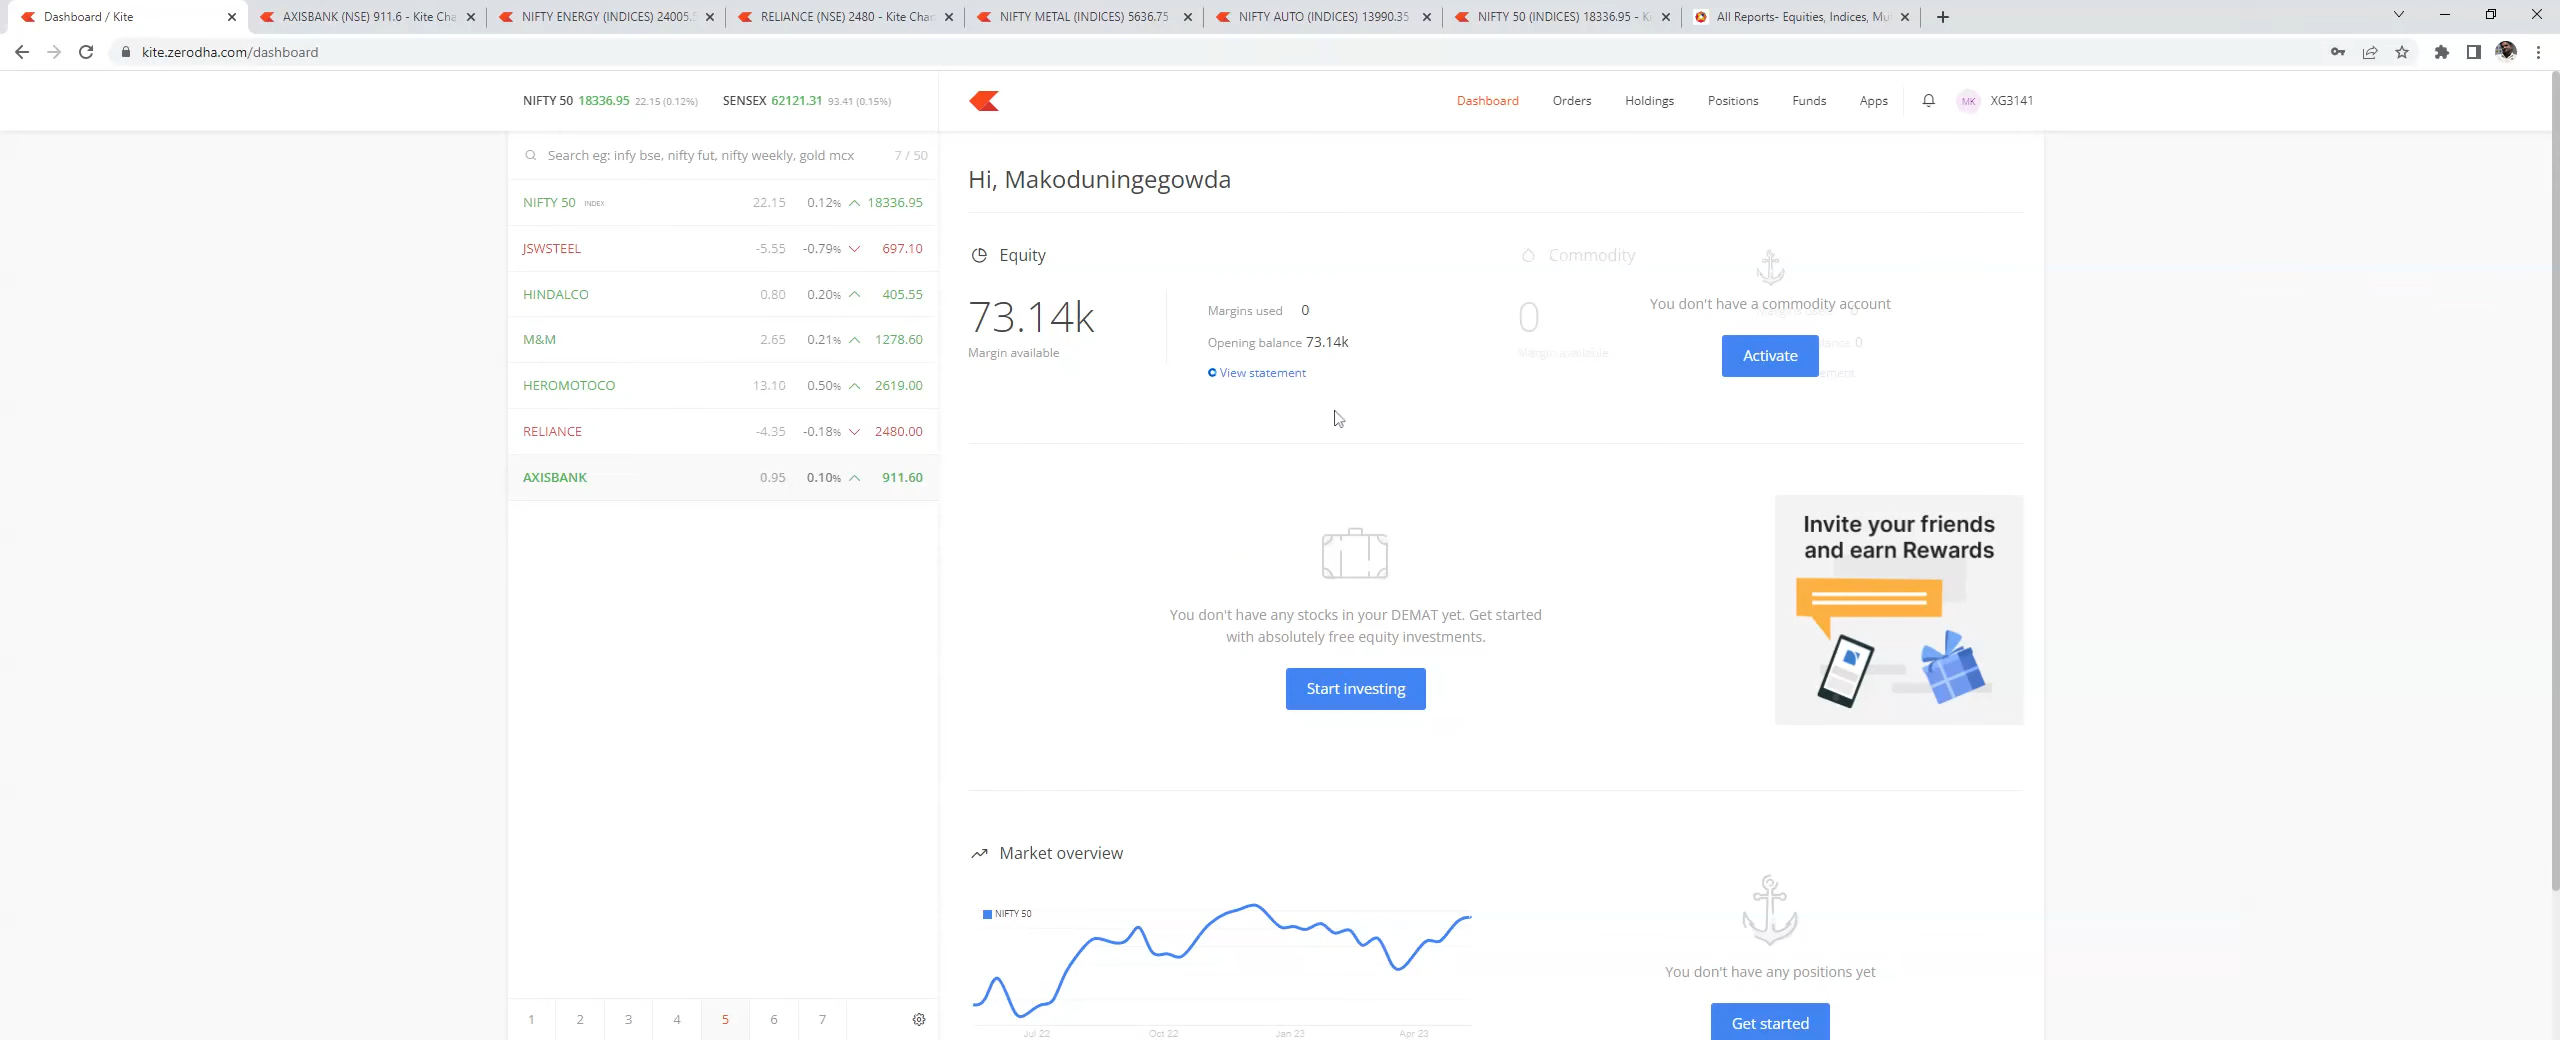 Dashboard / Kite
AXISBANK (NSE) 911.6 - Kite Cha
NIFTY ENERGY (INDICES) 24005.
RELIANCE (NSE) 2480 - Kite Char
NIFTY METAL (INDICES) 5636.75
NIFTY AUTO (INDICES) 13990.35
NIFTY 50 (INDICES) 18336.95 - Ki
All Reports- Equities, Indices, Mu
kite.zerodha.com/dashboard
NIFTY 50 18336.95 22.15 (0.12%) SENSEX 62121.31 93.41 (0.15%)
Dashboard Orders Holdings Positions Funds Apps MK XG3141
Search eg: infy bse, nifty fut, nifty weekly, gold mcx 7 / 50
NIFTY 50 INDEX 22.15 0.12% 18336.95
JSWSTEEL -5.55 -0.79% 697.10
HINDALCO 0.80 0.20% 405.55
M&M 2.65 0.21% 1278.60
HEROMOTOCO 13.10 0.50% 2619.00
RELIANCE -4.35 -0.18% 2480.00
AXISBANK 0.95 0.10% 911.60
1 2 3 4 5 6 7
Hi, Makoduningegowda
Equity
73.14k
Margin available
Margins used 0
Opening balance 73.14k
View statement
Commodity
0
Margin available
You don't have a commodity account
Margins used 0
lance 0
Activate
ement
You don't have any stocks in your DEMAT yet. Get started
with absolutely free equity investments.
Start investing
Invite your friends
and earn Rewards
Market overview
NIFTY 50
Jul 22 Oct 22 Jan 23 Apr 23
You don't have any positions yet
Get started